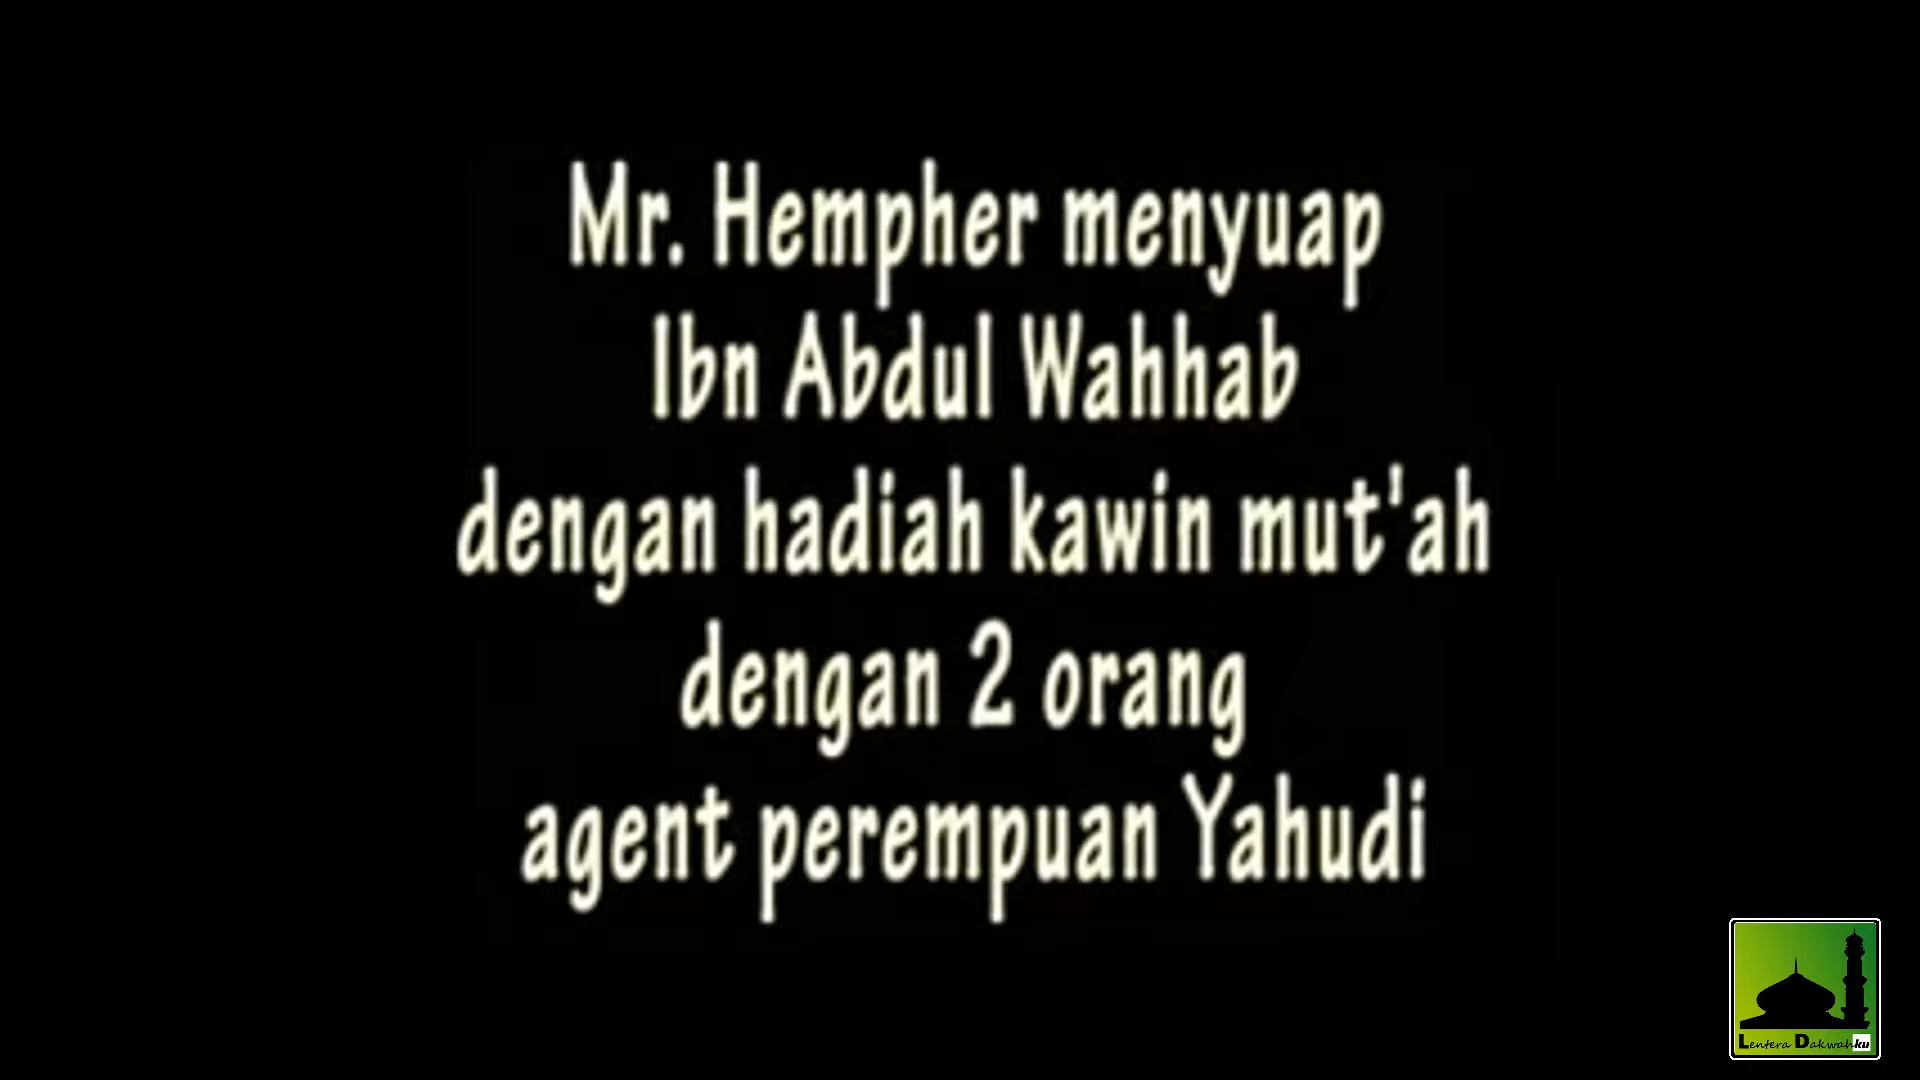 Mr. Hempher menyuap
Ibn Abdul Wahhab
dengan hadiah kawin mut'ah
dengan 2 orang
agent perempuan Yahudi
Lentera Dakwahku